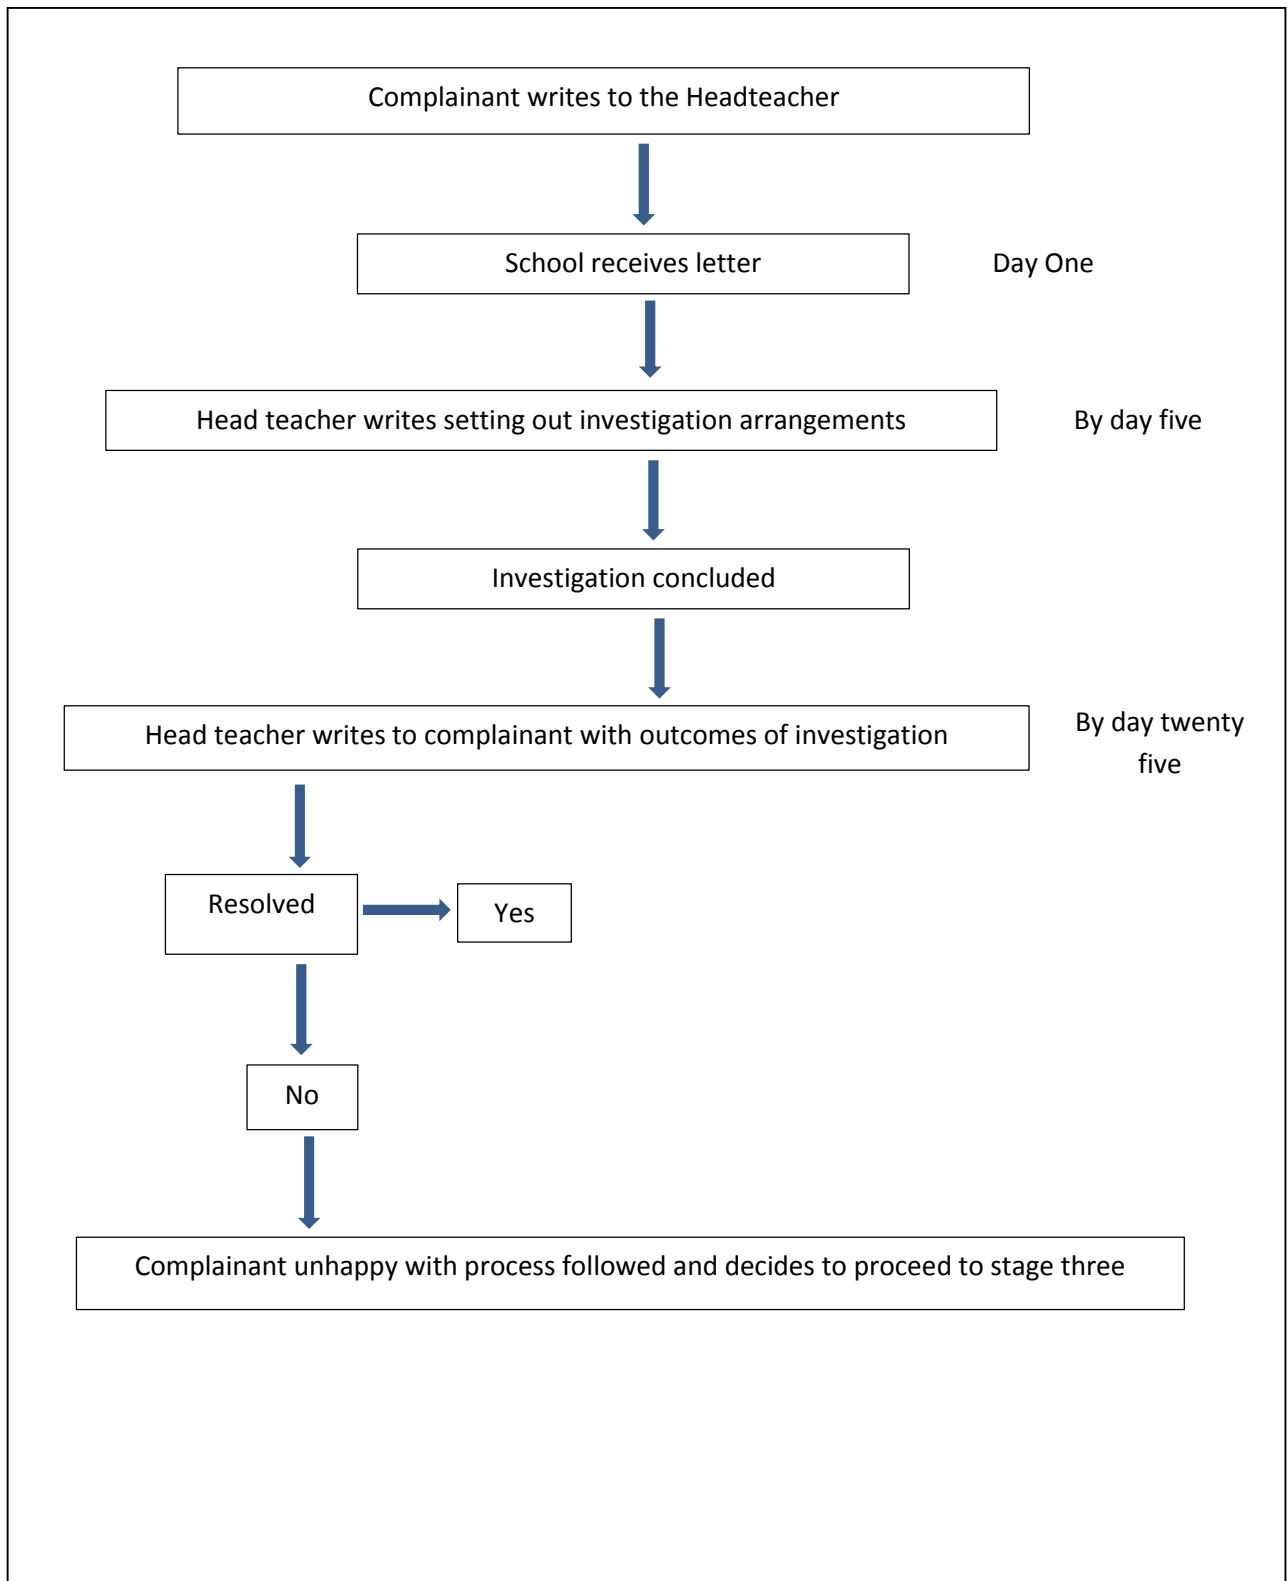 Complainant writes to the Headteacher
School receives letter
Day One
Head teacher writes setting out investigation arrangements
By day five
Investigation concluded
Head teacher writes to complainant with outcomes of investigation
By day twenty
five
Resolved
Yes
No
Complainant unhappy with process followed and decides to proceed to stage three